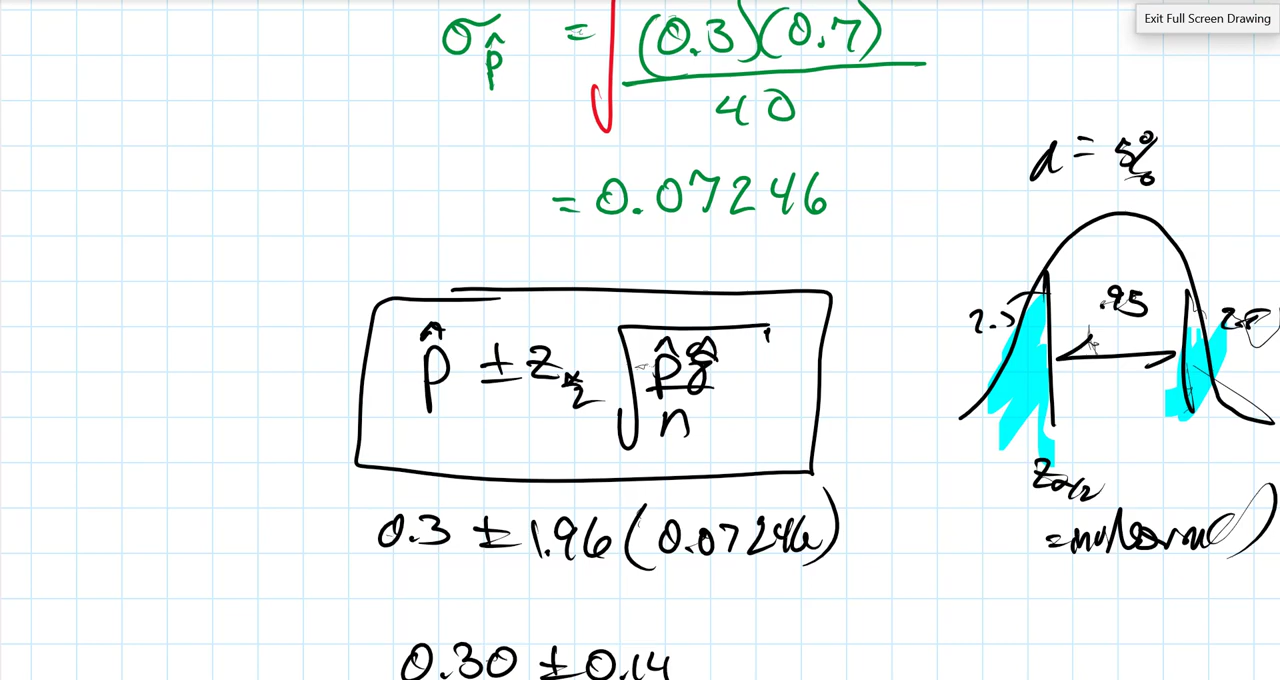 Exit Full Screen Drawing
σp̂ = √((0.3)(0.7)/40)
= 0.07246
α = 5%
.95
2.5
p̂ ± z α/2 √(p̂q̂/n)
zα/2
0.3 ± 1.96 (0.07246)
0.30 ± 0.14